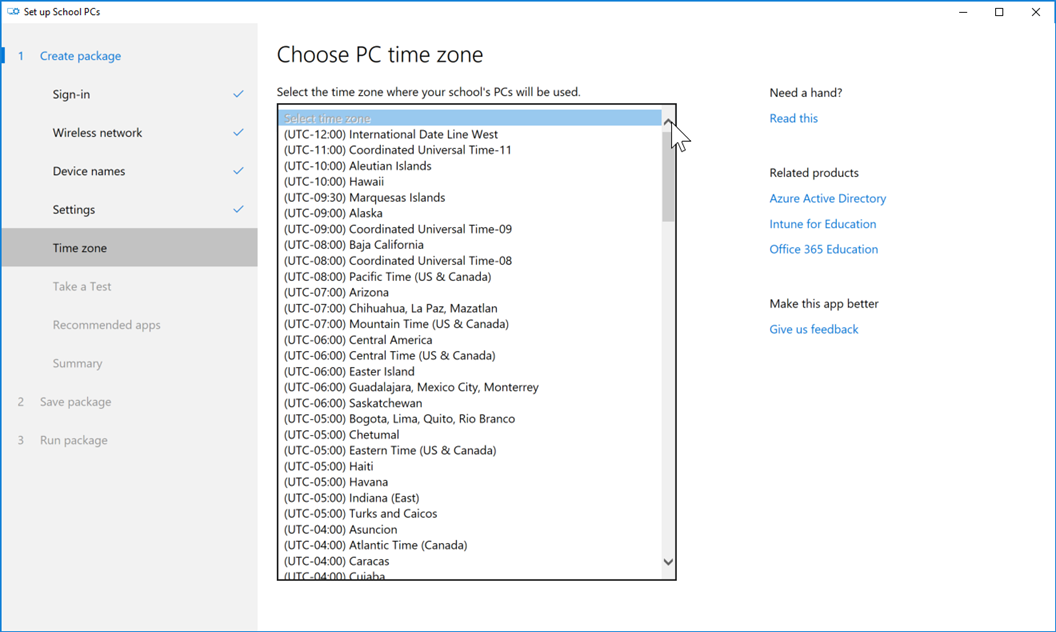 Set up School PCs
1 Create package
Sign-in
Wireless network
Device names
Settings
Time zone
Take a Test
Recommended apps
Summary
2 Save package
3 Run package
Choose PC time zone
Select the time zone where your school's PCs will be used.
Select time zone
(UTC-12:00) International Date Line West
(UTC-11:00) Coordinated Universal Time-11
(UTC-10:00) Aleutian Islands
(UTC-10:00) Hawaii
(UTC-09:30) Marquesas Islands
(UTC-09:00) Alaska
(UTC-09:00) Coordinated Universal Time-09
(UTC-08:00) Baja California
(UTC-08:00) Coordinated Universal Time-08
(UTC-08:00) Pacific Time (US & Canada)
(UTC-07:00) Arizona
(UTC-07:00) Chihuahua, La Paz, Mazatlan
(UTC-07:00) Mountain Time (US & Canada)
(UTC-06:00) Central America
(UTC-06:00) Central Time (US & Canada)
(UTC-06:00) Easter Island
(UTC-06:00) Guadalajara, Mexico City, Monterrey
(UTC-06:00) Saskatchewan
(UTC-05:00) Bogota, Lima, Quito, Rio Branco
(UTC-05:00) Chetumal
(UTC-05:00) Eastern Time (US & Canada)
(UTC-05:00) Haiti
(UTC-05:00) Havana
(UTC-05:00) Indiana (East)
(UTC-05:00) Turks and Caicos
(UTC-04:00) Asuncion
(UTC-04:00) Atlantic Time (Canada)
(UTC-04:00) Caracas
(UTC-04:00) Cuiaba
Need a hand?
Read this
Related products
Azure Active Directory
Intune for Education
Office 365 Education
Make this app better
Give us feedback